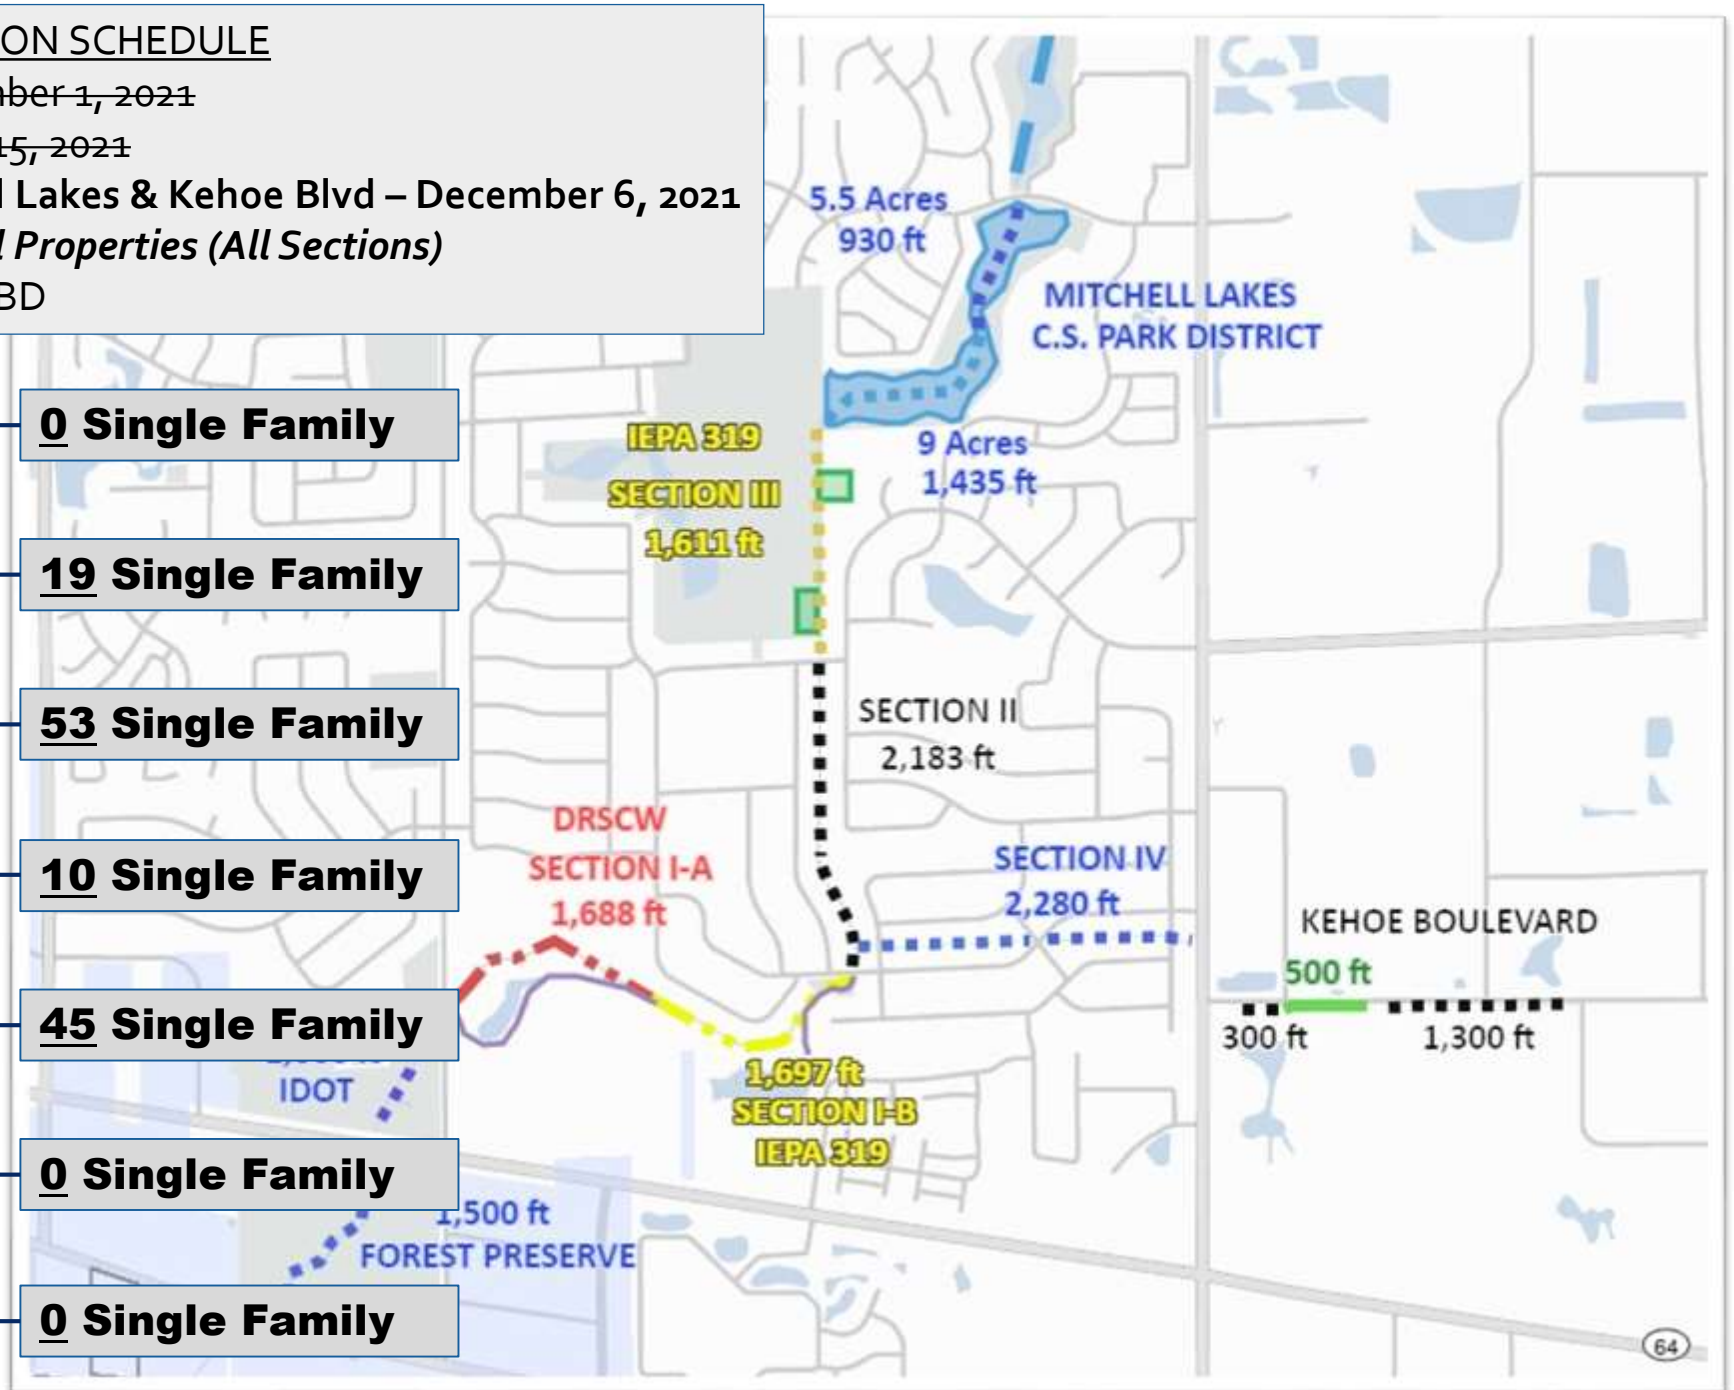 ON SCHEDULE
ber 1, 2021
15, 2021
Lakes & Kehoe Blvd – December 6, 2021
Properties (All Sections)
BD
5.5 Acres
930 ft
MITCHELL LAKES
C.S. PARK DISTRICT
0 Single Family
IEPA 319
SECTION III
1,611 ft
9 Acres
1,435 ft
19 Single Family
53 Single Family
SECTION II
2,183 ft
DRSCW
SECTION I-A
1,688 ft
10 Single Family
SECTION IV
2,280 ft
KEHOE BOULEVARD
500 ft
300 ft
1,300 ft
45 Single Family
IDOT
1,697 ft
SECTION I-B
IEPA 319
0 Single Family
1,500 ft
FOREST PRESERVE
0 Single Family
64